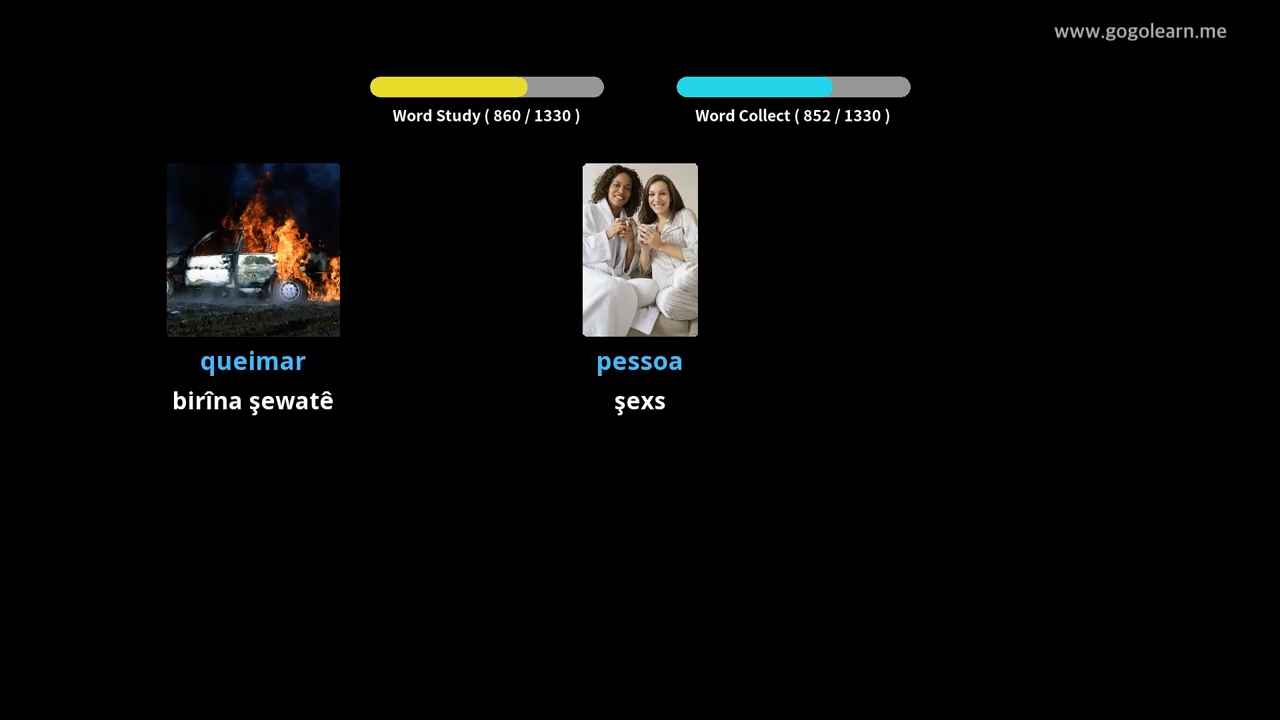 www.gogolearn.me
Word Study ( 860 / 1330 )
Word Collect ( 852 / 1330 )
queimar
birîna şewatê
pessoa
şexs